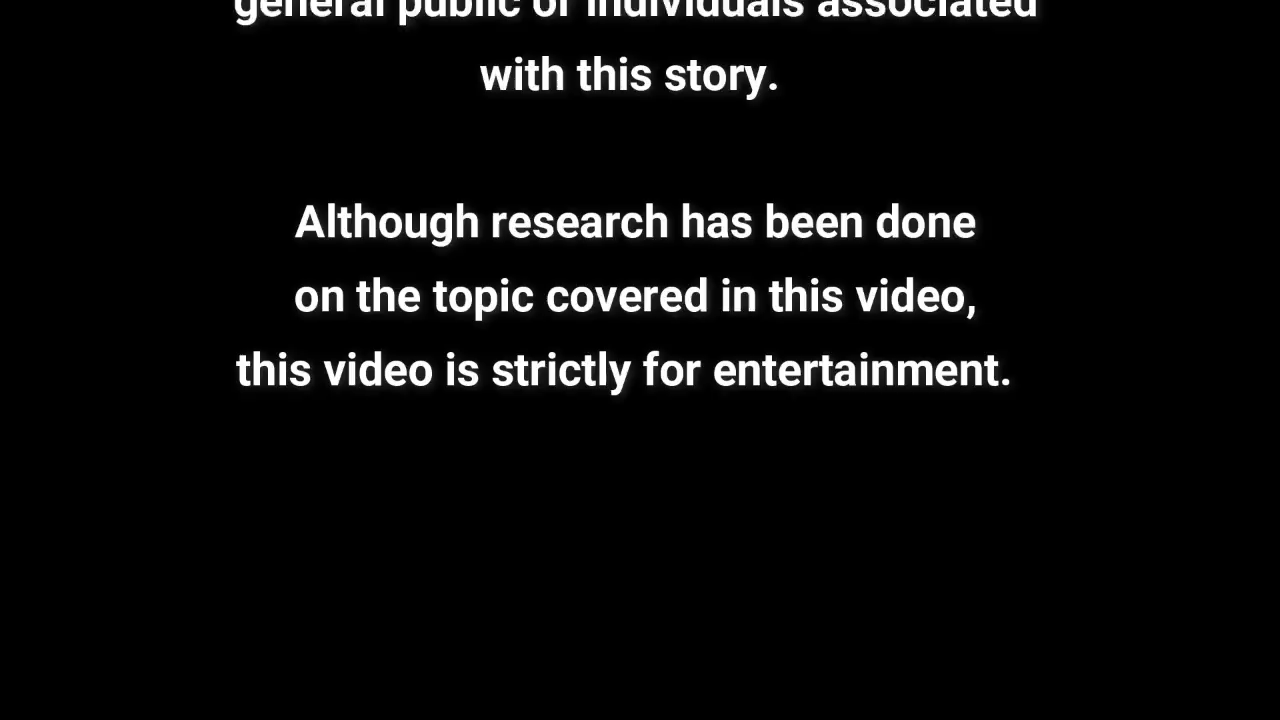 general public or individuals associated
with this story.
Although research has been done
on the topic covered in this video,
this video is strictly for entertainment.